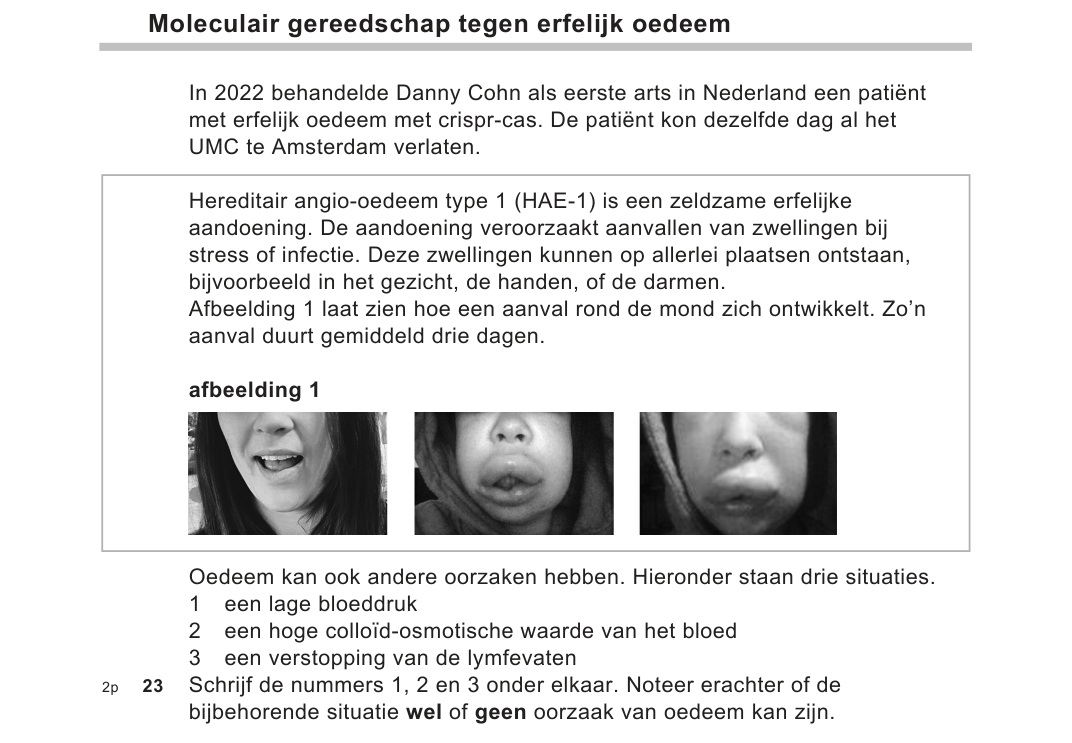 Moleculair gereedschap tegen erfelijk oedeem
In 2022 behandelde Danny Cohn als eerste arts in Nederland een patiënt
met erfelijk oedeem met crispr-cas. De patiënt kon dezelfde dag al het
UMC te Amsterdam verlaten.
Hereditair angio-oedeem type 1 (HAE-1) is een zeldzame erfelijke
aandoening. De aandoening veroorzaakt aanvallen van zwellingen bij
stress of infectie. Deze zwellingen kunnen op allerlei plaatsen ontstaan,
bijvoorbeeld in het gezicht, de handen, of de darmen.
Afbeelding 1 laat zien hoe een aanval rond de mond zich ontwikkelt. Zo’n
aanval duurt gemiddeld drie dagen.
afbeelding 1
Oedeem kan ook andere oorzaken hebben. Hieronder staan drie situaties.
1 een lage bloeddruk
2 een hoge colloïd-osmotische waarde van het bloed
3 een verstopping van de lymfevaten
2p 23 Schrijf de nummers 1, 2 en 3 onder elkaar. Noteer erachter of de
bijbehorende situatie wel of geen oorzaak van oedeem kan zijn.